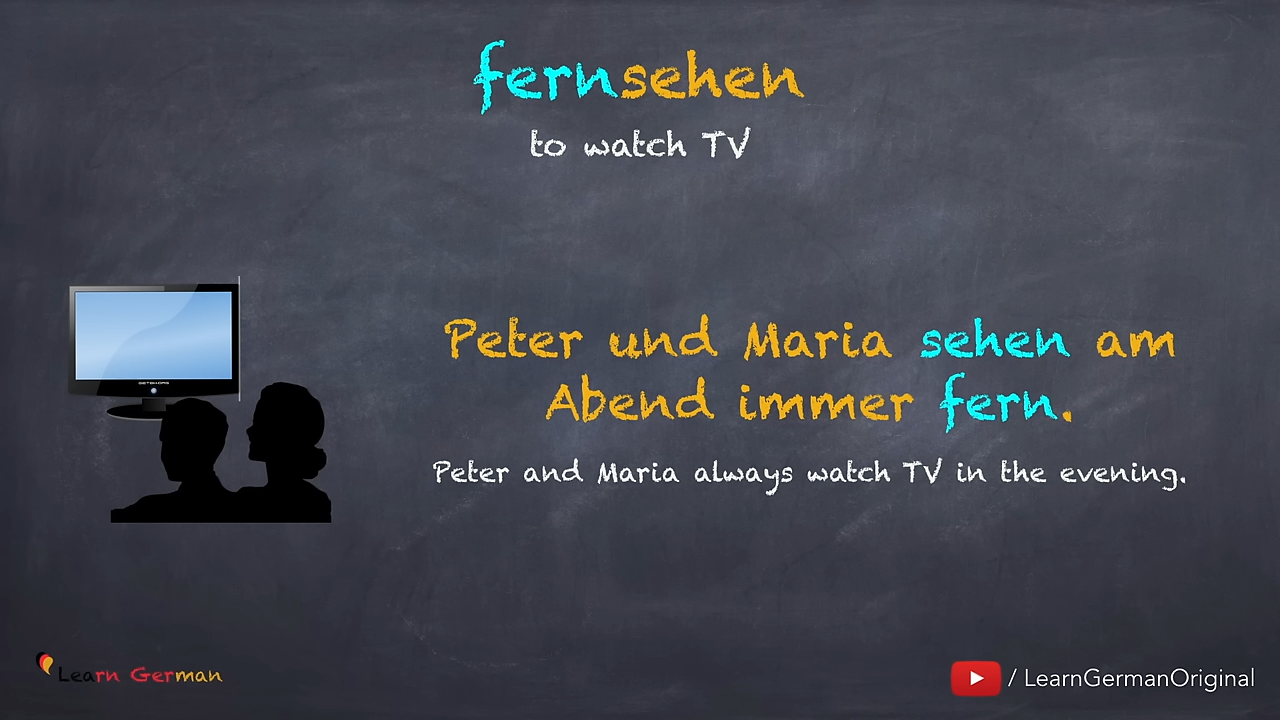 fernsehen
to watch TV
Peter und Maria sehen am
Abend immer fern.
Peter and Maria always watch TV in the evening.
Learn German
/ LearnGermanOriginal